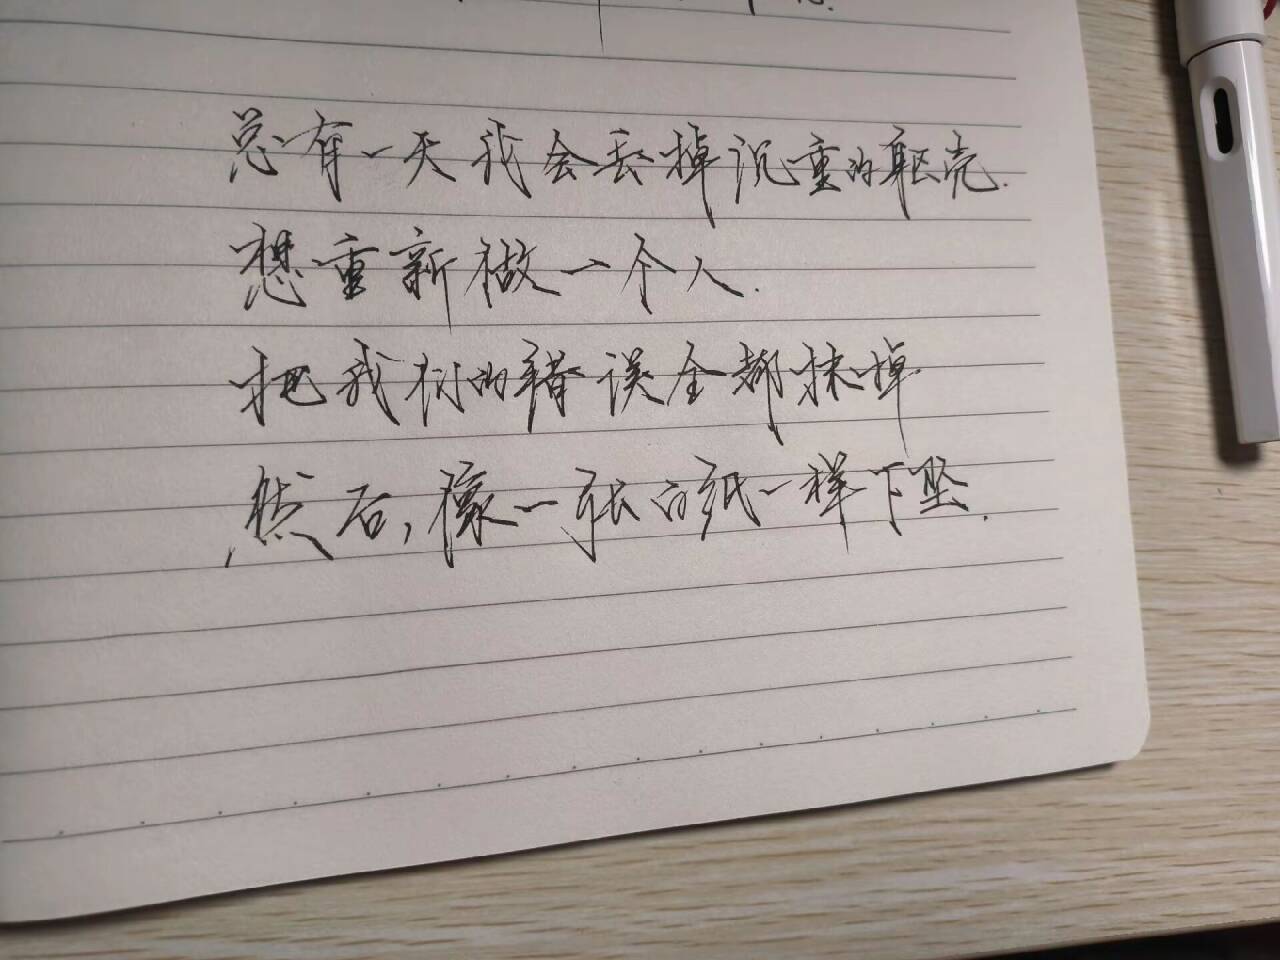 总有一天我会丢掉沉重的躯壳.
想重新做一个人.
把我们的错误全都抹掉.
然后,像一张白纸一样下坠.